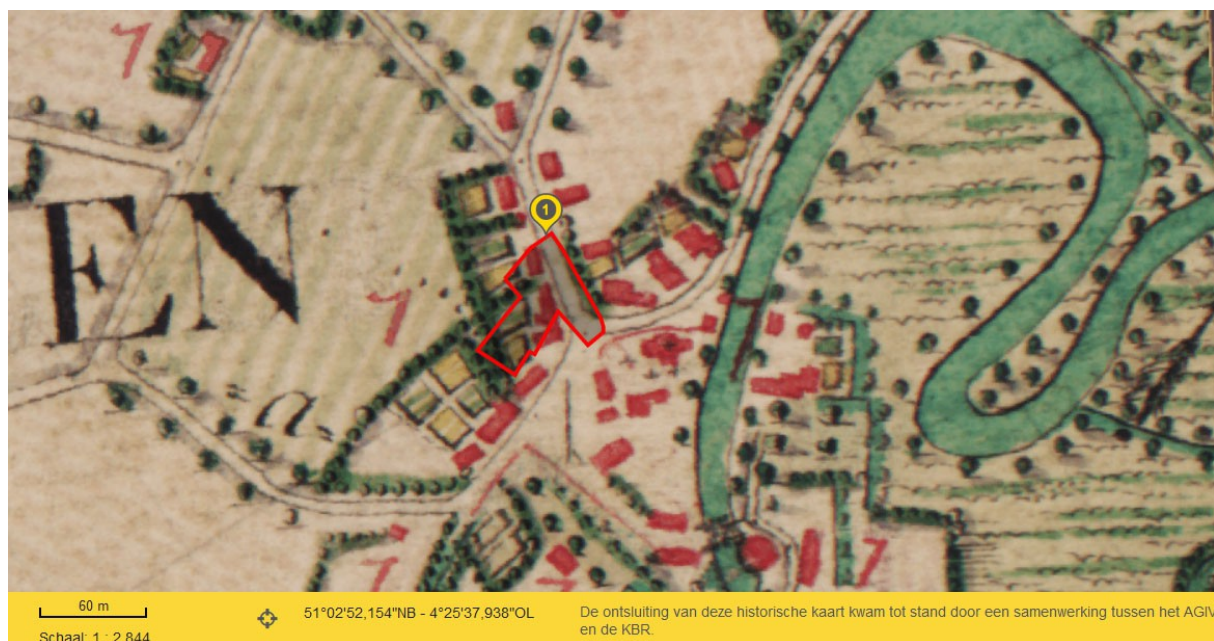 EN
a.
1
60 m
Schaal: 1 : 2 844
51°02'52,154"NB - 4°25'37,938"OL
De ontsluiting van deze historische kaart kwam tot stand door een samenwerking tussen het AGIV
en de KBR.